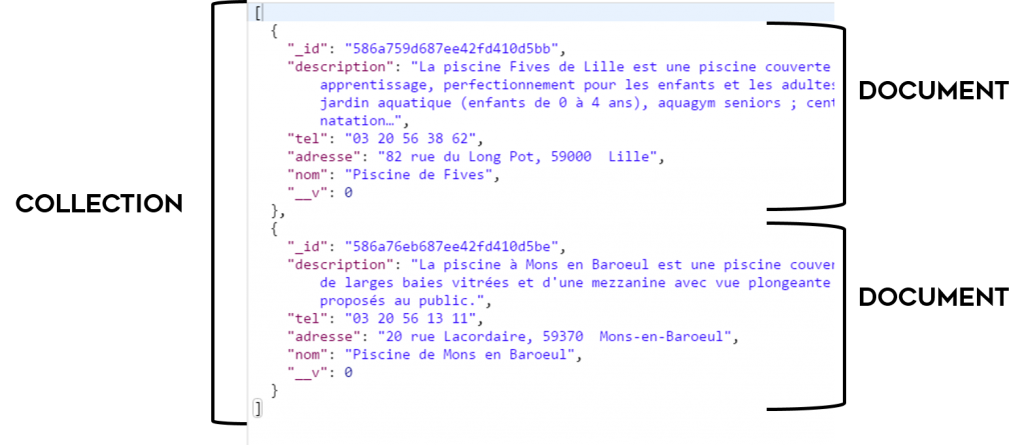 [
{
"_id": "586a759d687ee42fd410d5bb",
"description": "La piscine Fives de Lille est une piscine couverte
apprentissage, perfectionnement pour les enfants et les adultes
jardin aquatique (enfants de 0 à 4 ans), aquagym seniors ; cent
natation…",
"tel": "03 20 56 38 62",
"adresse": "82 rue du Long Pot, 59000  Lille",
"nom": "Piscine de Fives",
"__v": 0
},
DOCUMENT
COLLECTION
{
"_id": "586a76eb687ee42fd410d5be",
"description": "La piscine à Mons en Baroeul est une piscine couver
de larges baies vitrées et d'une mezzanine avec vue plongeante
proposés au public.",
"tel": "03 20 56 13 11",
"adresse": "20 rue Lacordaire, 59370  Mons-en-Baroeul",
"nom": "Piscine de Mons en Baroeul",
"__v": 0
}
]
DOCUMENT